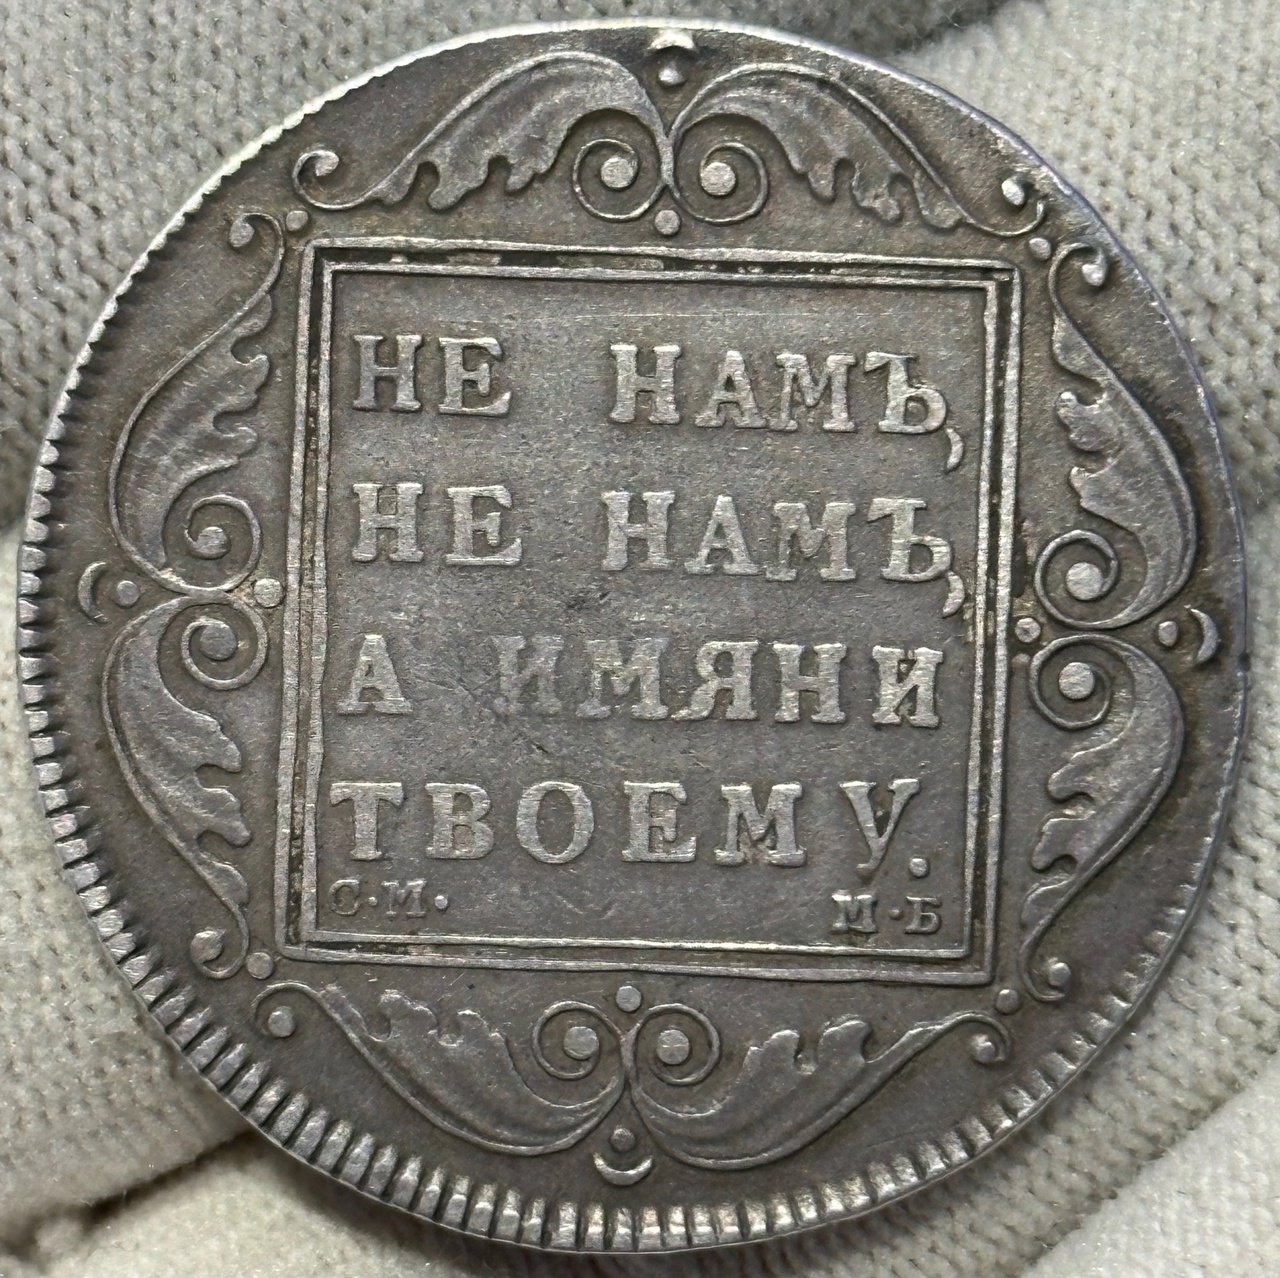 НЕ НАМЪ,
НЕ НАМЪ,
А ИМЯНИ
ТВОЕМУ.
С·М· М·Б